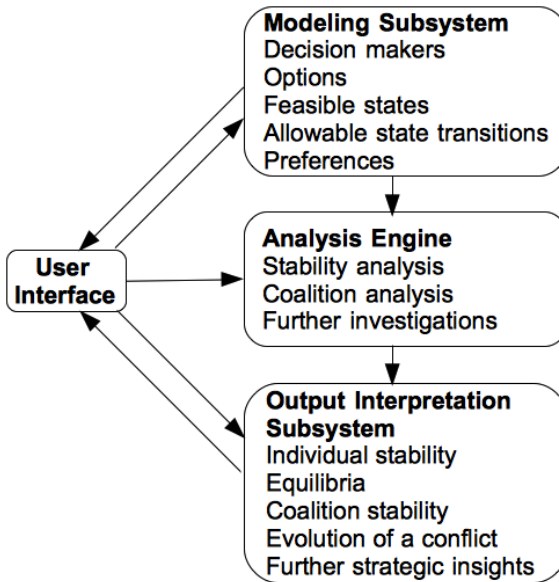 Modeling Subsystem
Decision makers
Options
Feasible states
Allowable state transitions
Preferences
User
Interface
Analysis Engine
Stability analysis
Coalition analysis
Further investigations
Output Interpretation
Subsystem
Individual stability
Equilibria
Coalition stability
Evolution of a conflict
Further strategic insights